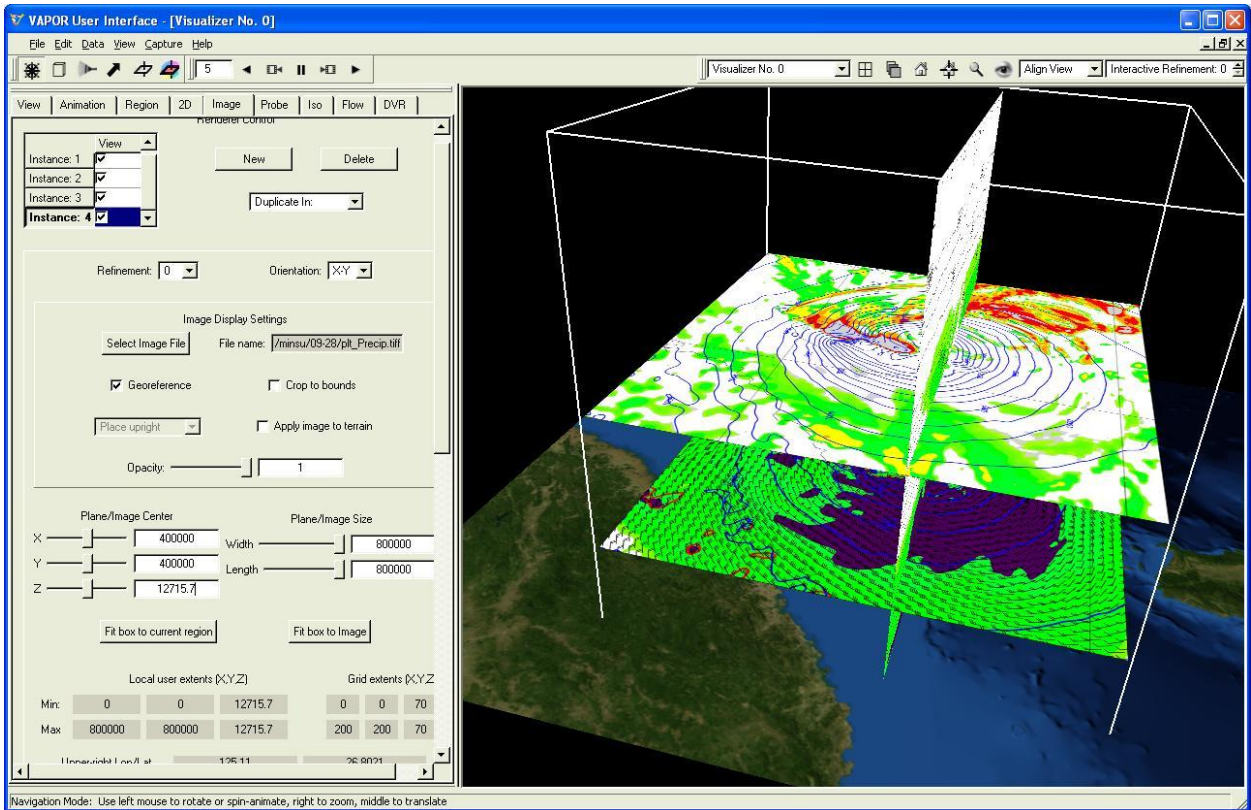 VAPOR User Interface - [Visualizer No. 0]
File Edit Data View Capture Help
5
Visualizer No. 0
Align View
Interactive Refinement: 0
View Animation Region 2D Image Probe Iso Flow DVR
Renderer Control
View
Instance: 1
Instance: 2
Instance: 3
Instance: 4
New Delete
Duplicate In:
Refinement: 0 Orientation: X-Y
Image Display Settings
Select Image File File name: /minsu/09-28/plt_Precip.tiff
Georeference Crop to bounds
Place upright Apply image to terrain
Opacity: 1
Plane/Image Center Plane/Image Size
X 400000 Width 800000
Y 400000 Length 800000
Z 12715.7
Fit box to current region Fit box to Image
Local user extents (X,Y,Z) Grid extents (X,Y,Z
Min: 0 0 12715.7 0 0 70
Max 800000 800000 12715.7 200 200 70
Upper-right Lon/Lat 125.11 26.8021
Navigation Mode: Use left mouse to rotate or spin-animate, right to zoom, middle to translate